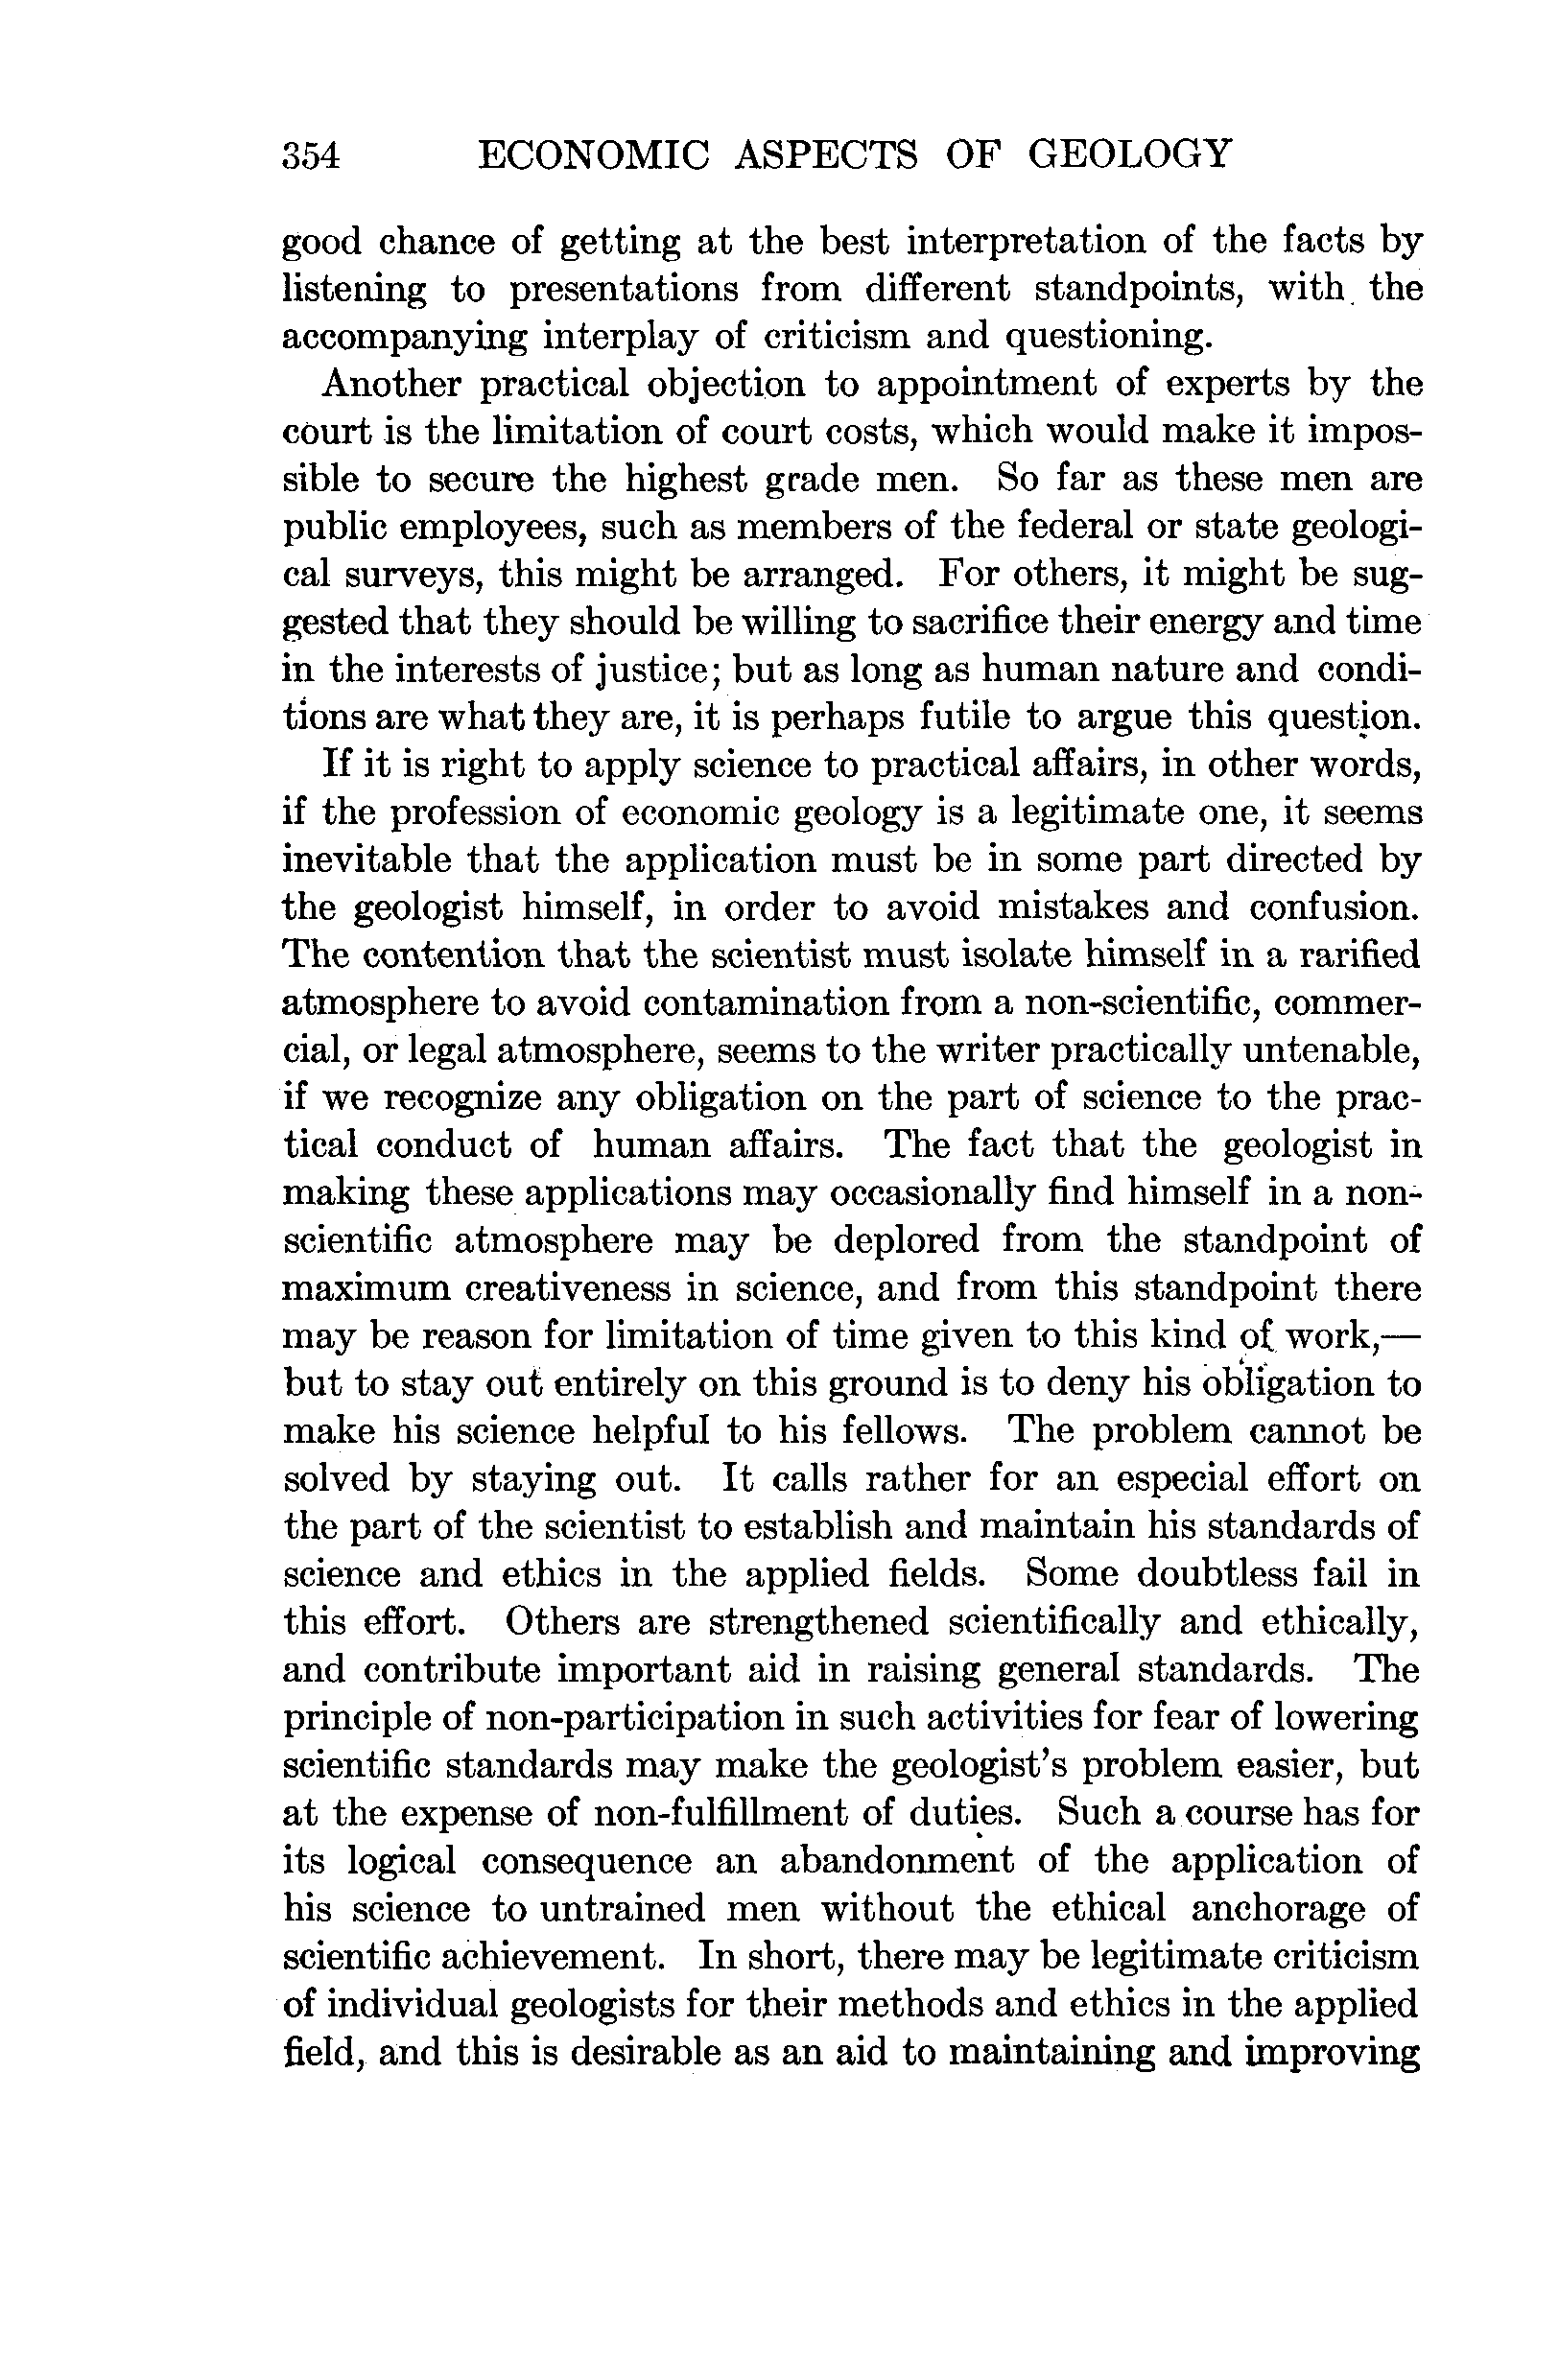 354 ECONOMIC ASPECTS OF GEOLOGY
good chance of getting at the best interpretation of the facts by
listening to presentations from different standpoints, with the
accompanying interplay of criticism and questioning.
Another practical objection to appointment of experts by the
court is the limitation of court costs, which would make it impos-
sible to secure the highest grade men. So far as these men are
public employees, such as members of the federal or state geologi-
cal surveys, this might be arranged. For others, it might be sug-
gested that they should be willing to sacrifice their energy and time
in the interests of justice; but as long as human nature and condi-
tions are what they are, it is perhaps futile to argue this question.
If it is right to apply science to practical affairs, in other words,
if the profession of economic geology is a legitimate one, it seems
inevitable that the application must be in some part directed by
the geologist himself, in order to avoid mistakes and confusion.
The contention that the scientist must isolate himself in a rarified
atmosphere to avoid contamination from a non-scientific, commer-
cial, or legal atmosphere, seems to the writer practically untenable,
if we recognize any obligation on the part of science to the prac-
tical conduct of human affairs. The fact that the geologist in
making these applications may occasionally find himself in a non-
scientific atmosphere may be deplored from the standpoint of
maximum creativeness in science, and from this standpoint there
may be reason for limitation of time given to this kind of work,—
but to stay out entirely on this ground is to deny his obligation to
make his science helpful to his fellows. The problem cannot be
solved by staying out. It calls rather for an especial effort on
the part of the scientist to establish and maintain his standards of
science and ethics in the applied fields. Some doubtless fail in
this effort. Others are strengthened scientifically and ethically,
and contribute important aid in raising general standards. The
principle of non-participation in such activities for fear of lowering
scientific standards may make the geologist's problem easier, but
at the expense of non-fulfillment of duties. Such a course has for
its logical consequence an abandonment of the application of
his science to untrained men without the ethical anchorage of
scientific achievement. In short, there may be legitimate criticism
of individual geologists for their methods and ethics in the applied
field, and this is desirable as an aid to maintaining and improving